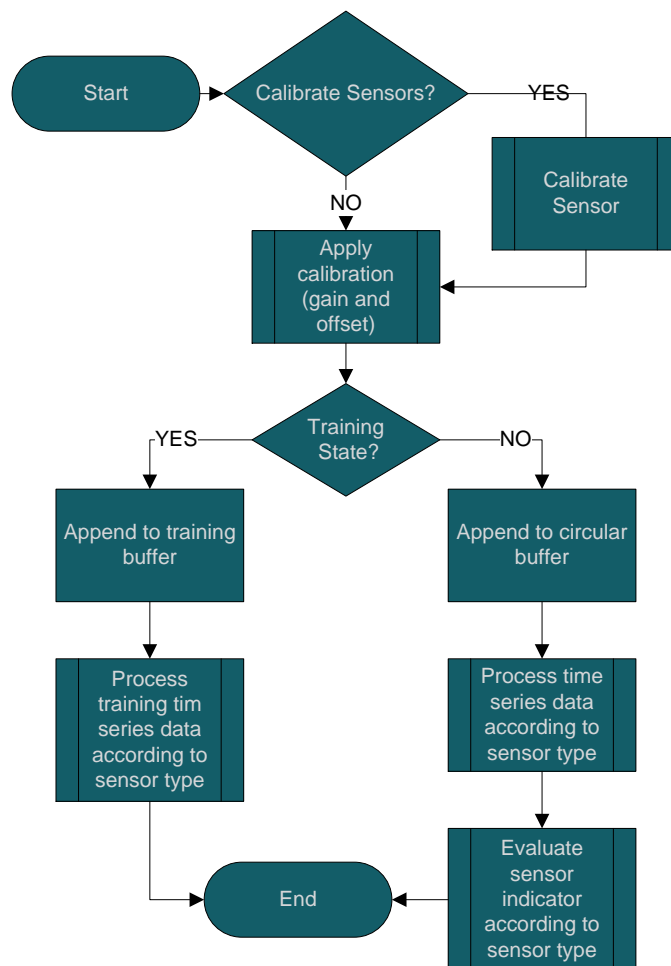 Start
Calibrate Sensors?
YES
Calibrate
Sensor
NO
Apply
calibration
(gain and
offset)
Training
State?
YES
NO
Append to training
buffer
Append to circular
buffer
Process
training tim
series data
according to
sensor type
Process time
series data
according to
sensor type
Evaluate
sensor
indicator
according to
sensor type
End